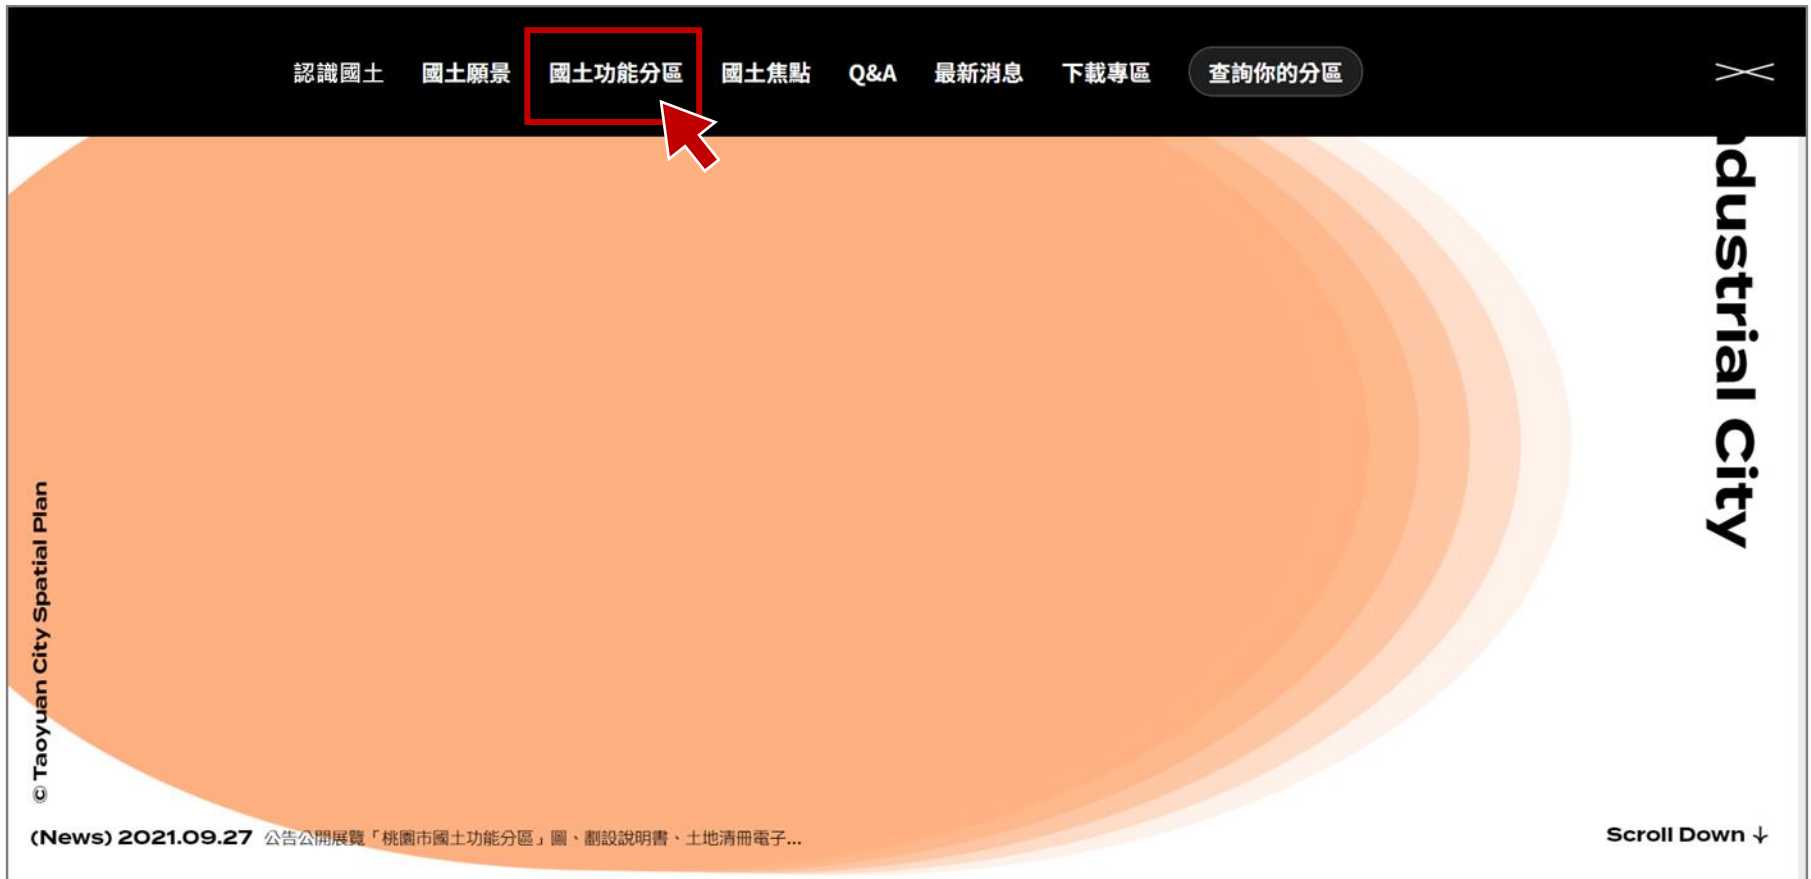 認識國土 國土願景 國土功能分區 國土焦點 Q&A 最新消息 下載專區 查詢你的分區
dustrial City
© Taoyuan City Spatial Plan
(News) 2021.09.27 公告公開展覽「桃園市國土功能分區」圖、劃設說明書、土地清冊電子...
Scroll Down ↓